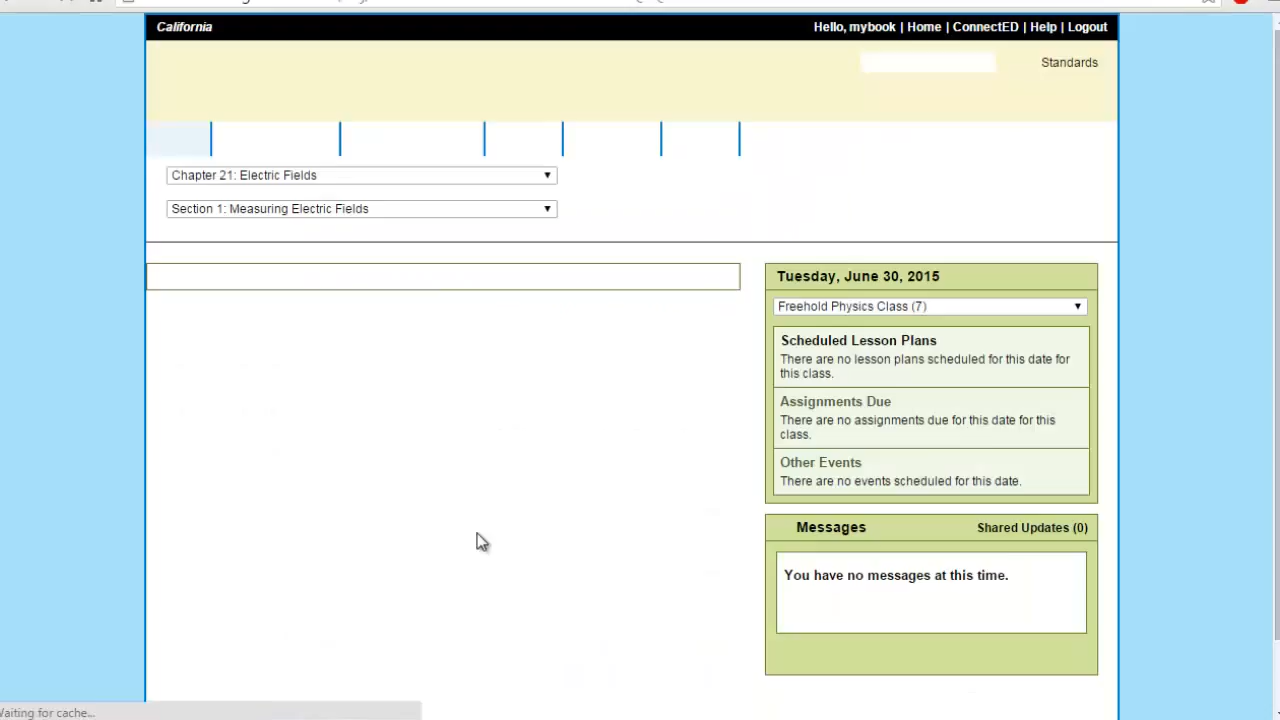 California
Hello, mybook | Home | ConnectED | Help | Logout
Standards
Chapter 21: Electric Fields
Section 1: Measuring Electric Fields
Tuesday, June 30, 2015
Freehold Physics Class (7)
Scheduled Lesson Plans
There are no lesson plans scheduled for this date for
this class.
Assignments Due
There are no assignments due for this date for this
class.
Other Events
There are no events scheduled for this date.
Messages
Shared Updates (0)
You have no messages at this time.
Waiting for cache...